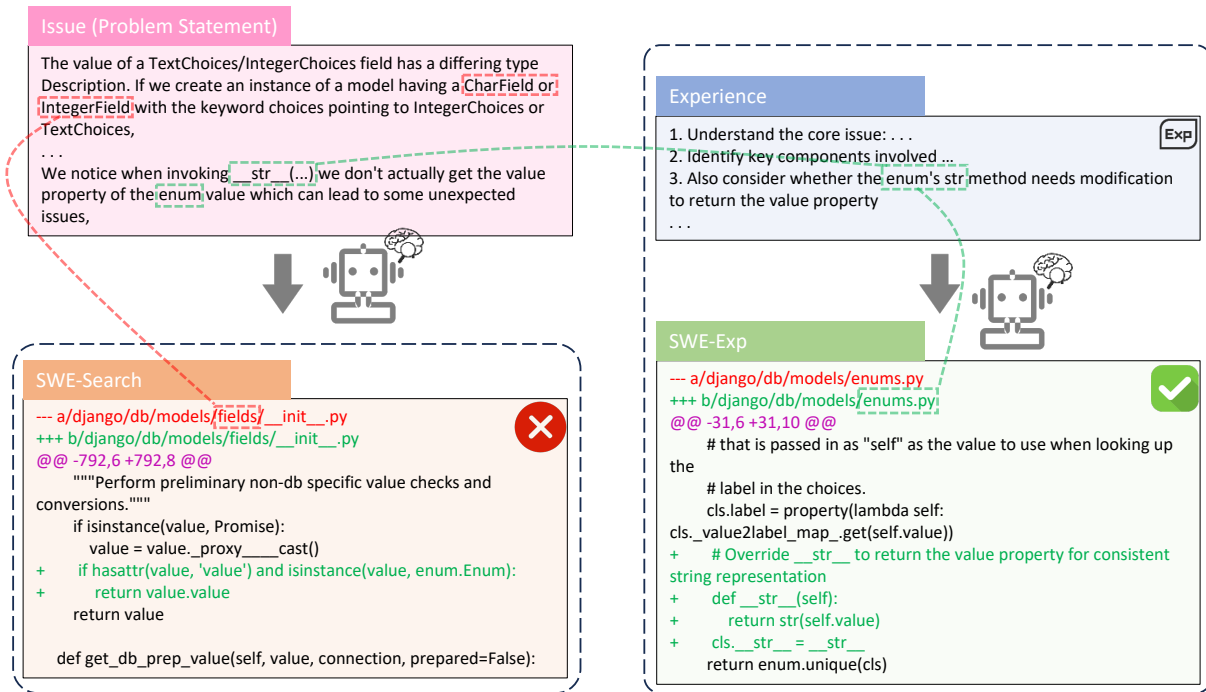 Issue (Problem Statement)
The value of a TextChoices/IntegerChoices field has a differing type
Description. If we create an instance of a model having a CharField or
IntegerField with the keyword choices pointing to IntegerChoices or
TextChoices,
. . .
We notice when invoking __str__(...) we don't actually get the value
property of the enum value which can lead to some unexpected
issues,
Experience
Exp
1. Understand the core issue: . . .
2. Identify key components involved ...
3. Also consider whether the enum's str method needs modification
to return the value property
. . .
SWE-Search
--- a/django/db/models/fields/__init__.py
+++ b/django/db/models/fields/__init__.py
@@ -792,6 +792,8 @@
"""Perform preliminary non-db specific value checks and
conversions."""
if isinstance(value, Promise):
value = value._proxy____cast()
+ if hasattr(value, 'value') and isinstance(value, enum.Enum):
+ return value.value
return value
def get_db_prep_value(self, value, connection, prepared=False):
SWE-Exp
--- a/django/db/models/enums.py
+++ b/django/db/models/enums.py
@@ -31,6 +31,10 @@
# that is passed in as "self" as the value to use when looking up
the
# label in the choices.
cls.label = property(lambda self:
cls._value2label_map_.get(self.value))
+ # Override __str__ to return the value property for consistent
string representation
+ def __str__(self):
+ return str(self.value)
+ cls.__str__ = __str__
return enum.unique(cls)